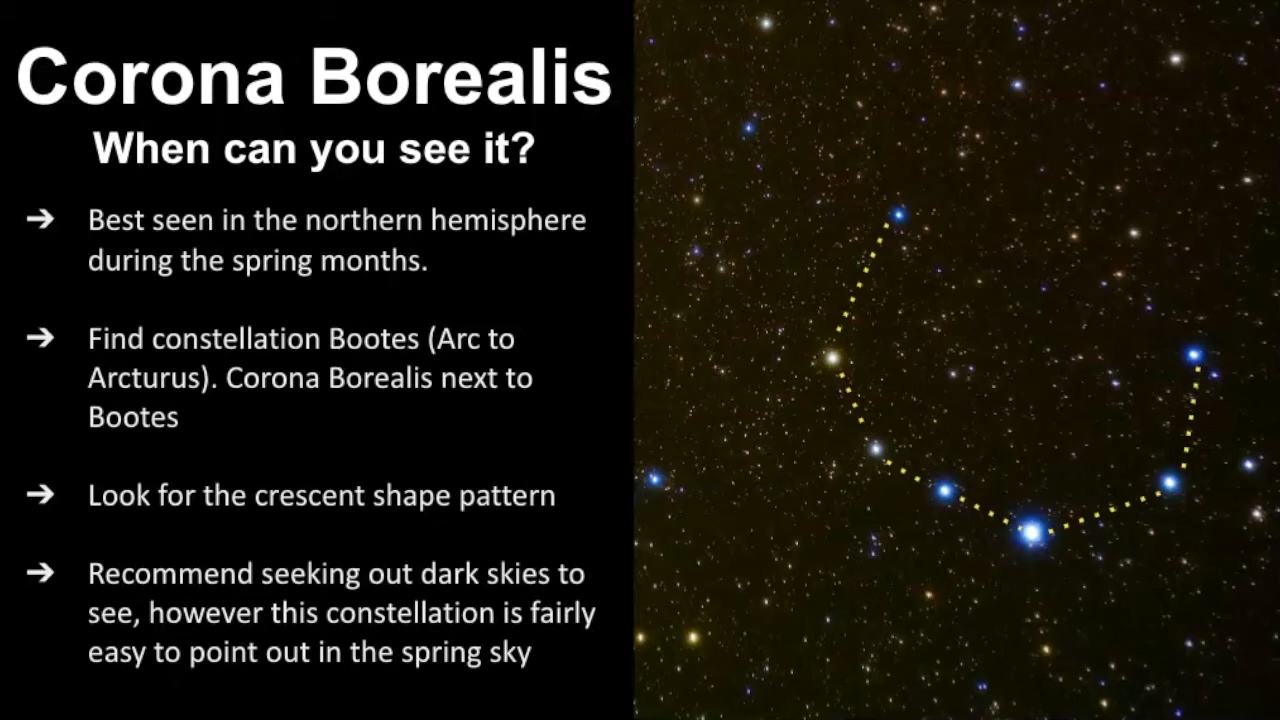 Corona Borealis
When can you see it?
➔ Best seen in the northern hemisphere
during the spring months.
➔ Find constellation Bootes (Arc to
Arcturus). Corona Borealis next to
Bootes
➔ Look for the crescent shape pattern
➔ Recommend seeking out dark skies to
see, however this constellation is fairly
easy to point out in the spring sky